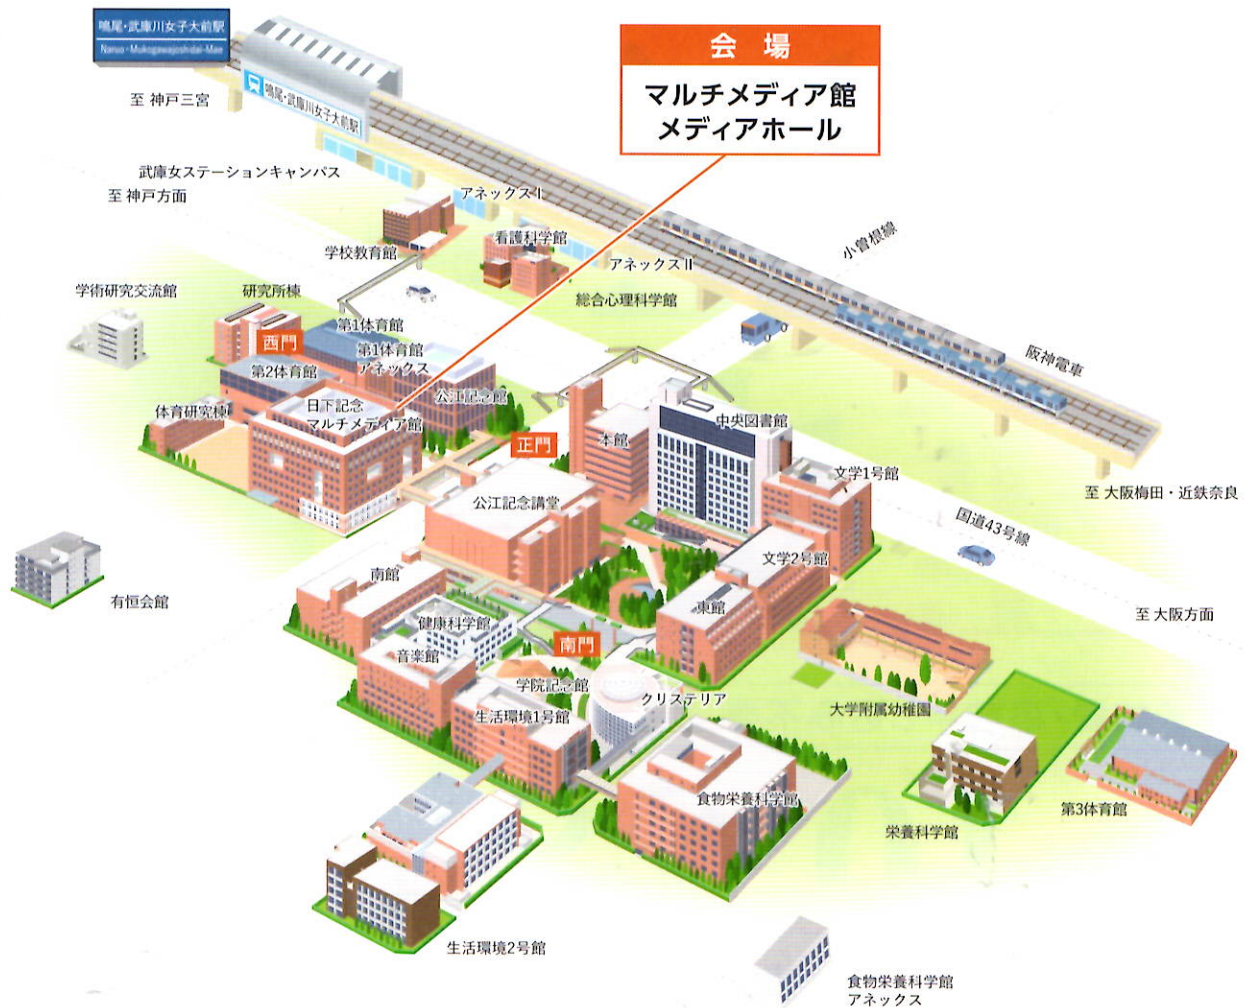 鳴尾・武庫川女子大前駅
Naruo・Mukogawajoshidai-Mae
鳴尾・武庫川女子大前駅
会場
マルチメディア館
メディアホール
至 神戸三宮
武庫女ステーションキャンパス
至 神戸方面
アネックスⅠ
看護科学館
小曽根線
学校教育館
アネックスⅡ
学術研究交流館
研究所棟
総合心理科学館
第1体育館
西門
第1体育館
アネックス
阪神電車
第2体育館
公江記念館
日下記念
マルチメディア館
体育研究棟
中央図書館
正門
本館
文学1号館
至 大阪梅田・近鉄奈良
公江記念講堂
国道43号線
文学2号館
南館
有恒会館
東館
至 大阪方面
健康科学館
南門
音楽館
学院記念館
クリステリア
大学附属幼稚園
生活環境1号館
食物栄養科学館
第3体育館
栄養科学館
生活環境2号館
食物栄養科学館
アネックス